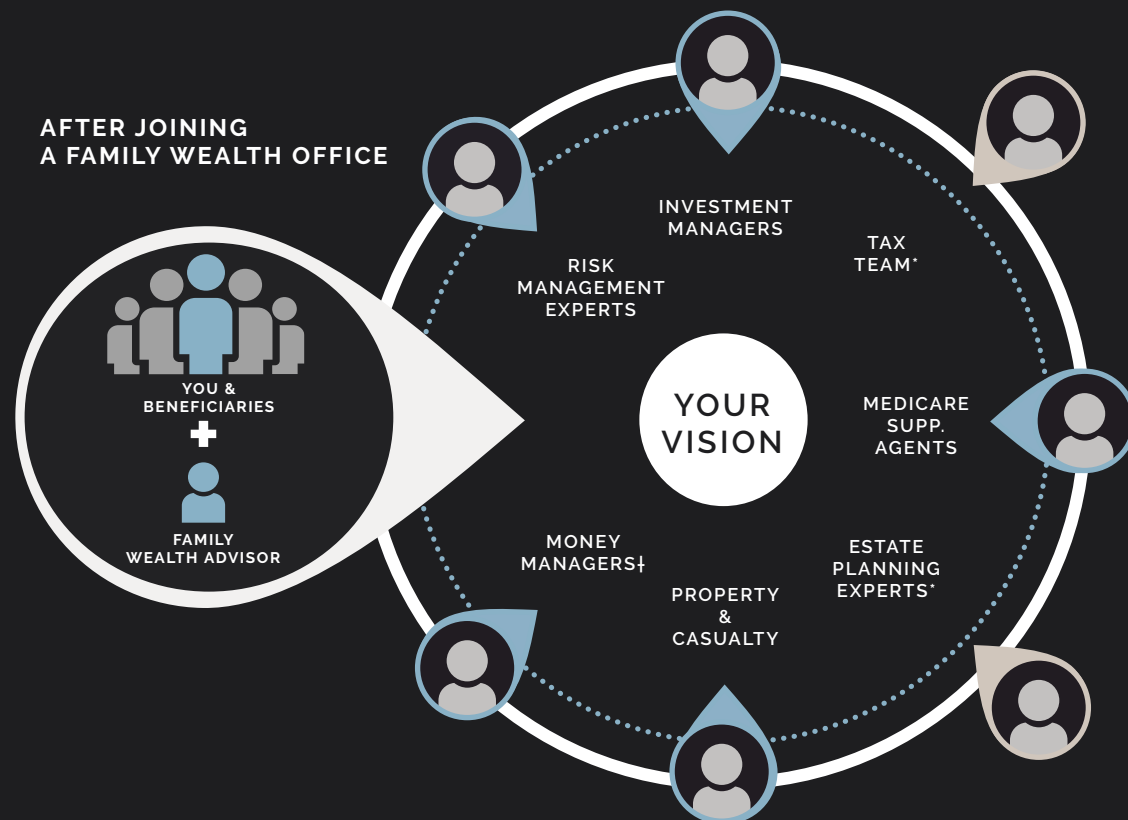 AFTER JOINING
A FAMILY WEALTH OFFICE
YOU &
BENEFICIARIES
FAMILY
WEALTH ADVISOR
INVESTMENT
MANAGERS
TAX
TEAM*
RISK
MANAGEMENT
EXPERTS
YOUR
VISION
MEDICARE
SUPP.
AGENTS
MONEY
MANAGERS‡
PROPERTY
&
CASUALTY
ESTATE
PLANNING
EXPERTS*